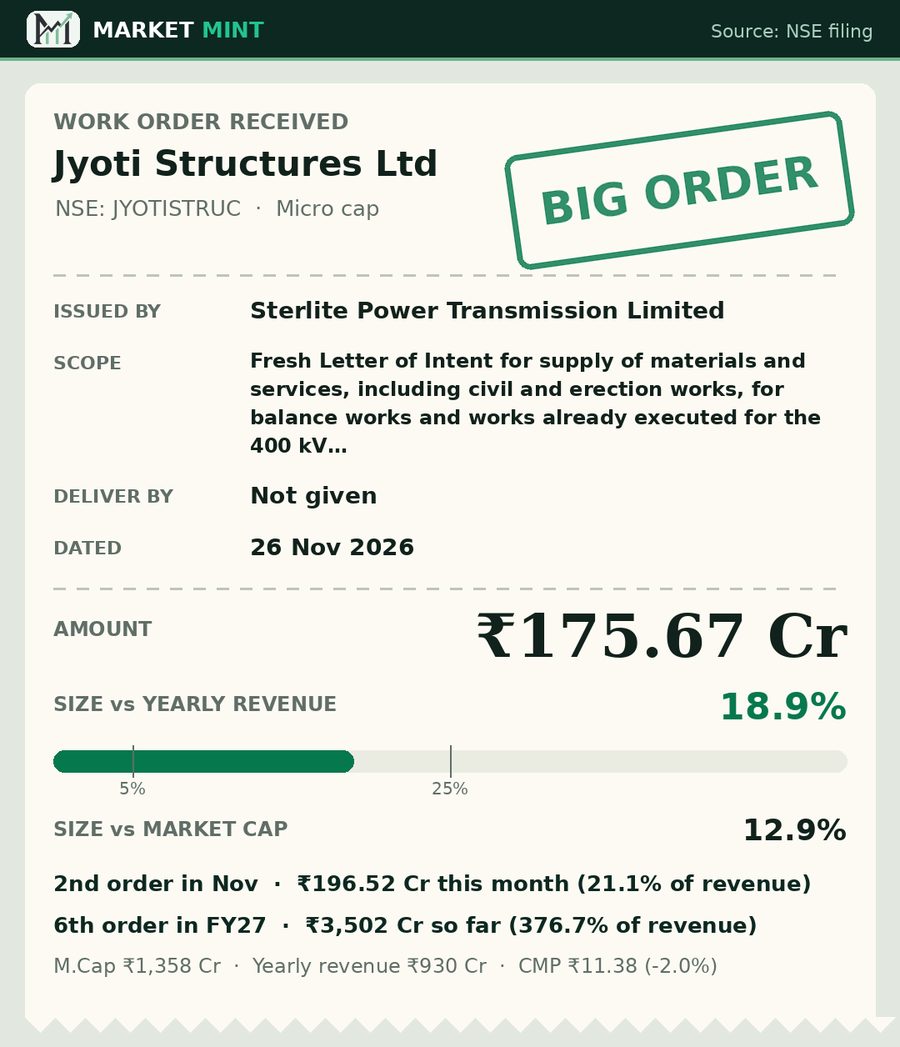 MARKET MINT
Source: NSE filing
WORK ORDER RECEIVED
Jyoti Structures Ltd
NSE: JYOTISTRUC · Micro cap
BIG ORDER
ISSUED BY
Sterlite Power Transmission Limited
SCOPE
Fresh Letter of Intent for supply of materials and
services, including civil and erection works, for
balance works and works already executed for the
400 kV…
DELIVER BY
Not given
DATED
26 Nov 2026
AMOUNT
₹175.67 Cr
SIZE vs YEARLY REVENUE
18.9%
5%
25%
SIZE vs MARKET CAP
12.9%
2nd order in Nov · ₹196.52 Cr this month (21.1% of revenue)
6th order in FY27 · ₹3,502 Cr so far (376.7% of revenue)
M.Cap ₹1,358 Cr · Yearly revenue ₹930 Cr · CMP ₹11.38 (-2.0%)